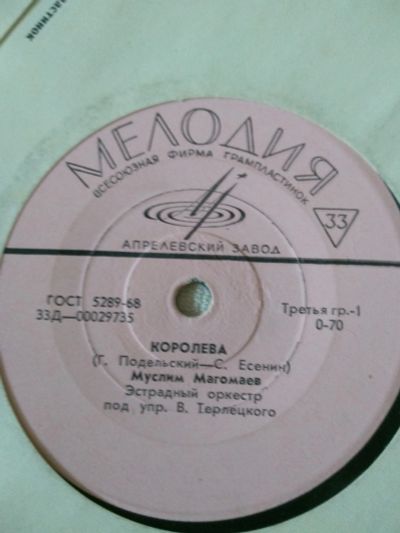 пластинок
МЕЛОДИЯ
ВСЕСОЮЗНАЯ ФИРМА ГРАМПЛАСТИНОК
33
АПРЕЛЕВСКИЙ ЗАВОД
ГОСТ 5289-68
33Д—00029735
Третья гр.-1
0-70
КОРОЛЕВА
(Г. Подельский—С. Есенин)
Муслим Магомаев
Эстрадный оркестр
под упр. В. Терлецкого